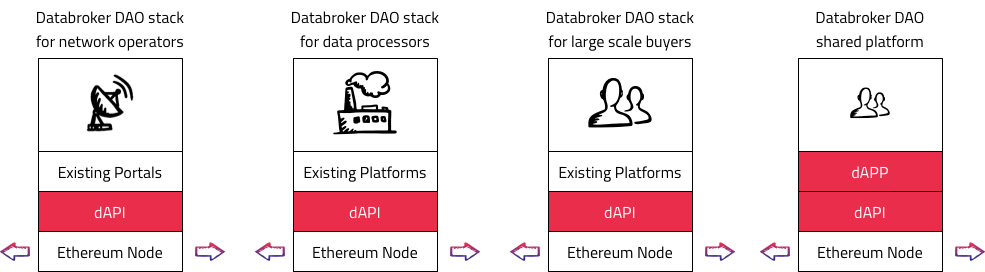 Databroker DAO stack
for network operators
Existing Portals
dAPI
Ethereum Node
Databroker DAO stack
for data processors
Existing Platforms
dAPI
Ethereum Node
Databroker DAO stack
for large scale buyers
Existing Platforms
dAPI
Ethereum Node
Databroker DAO
shared platform
dAPP
dAPI
Ethereum Node